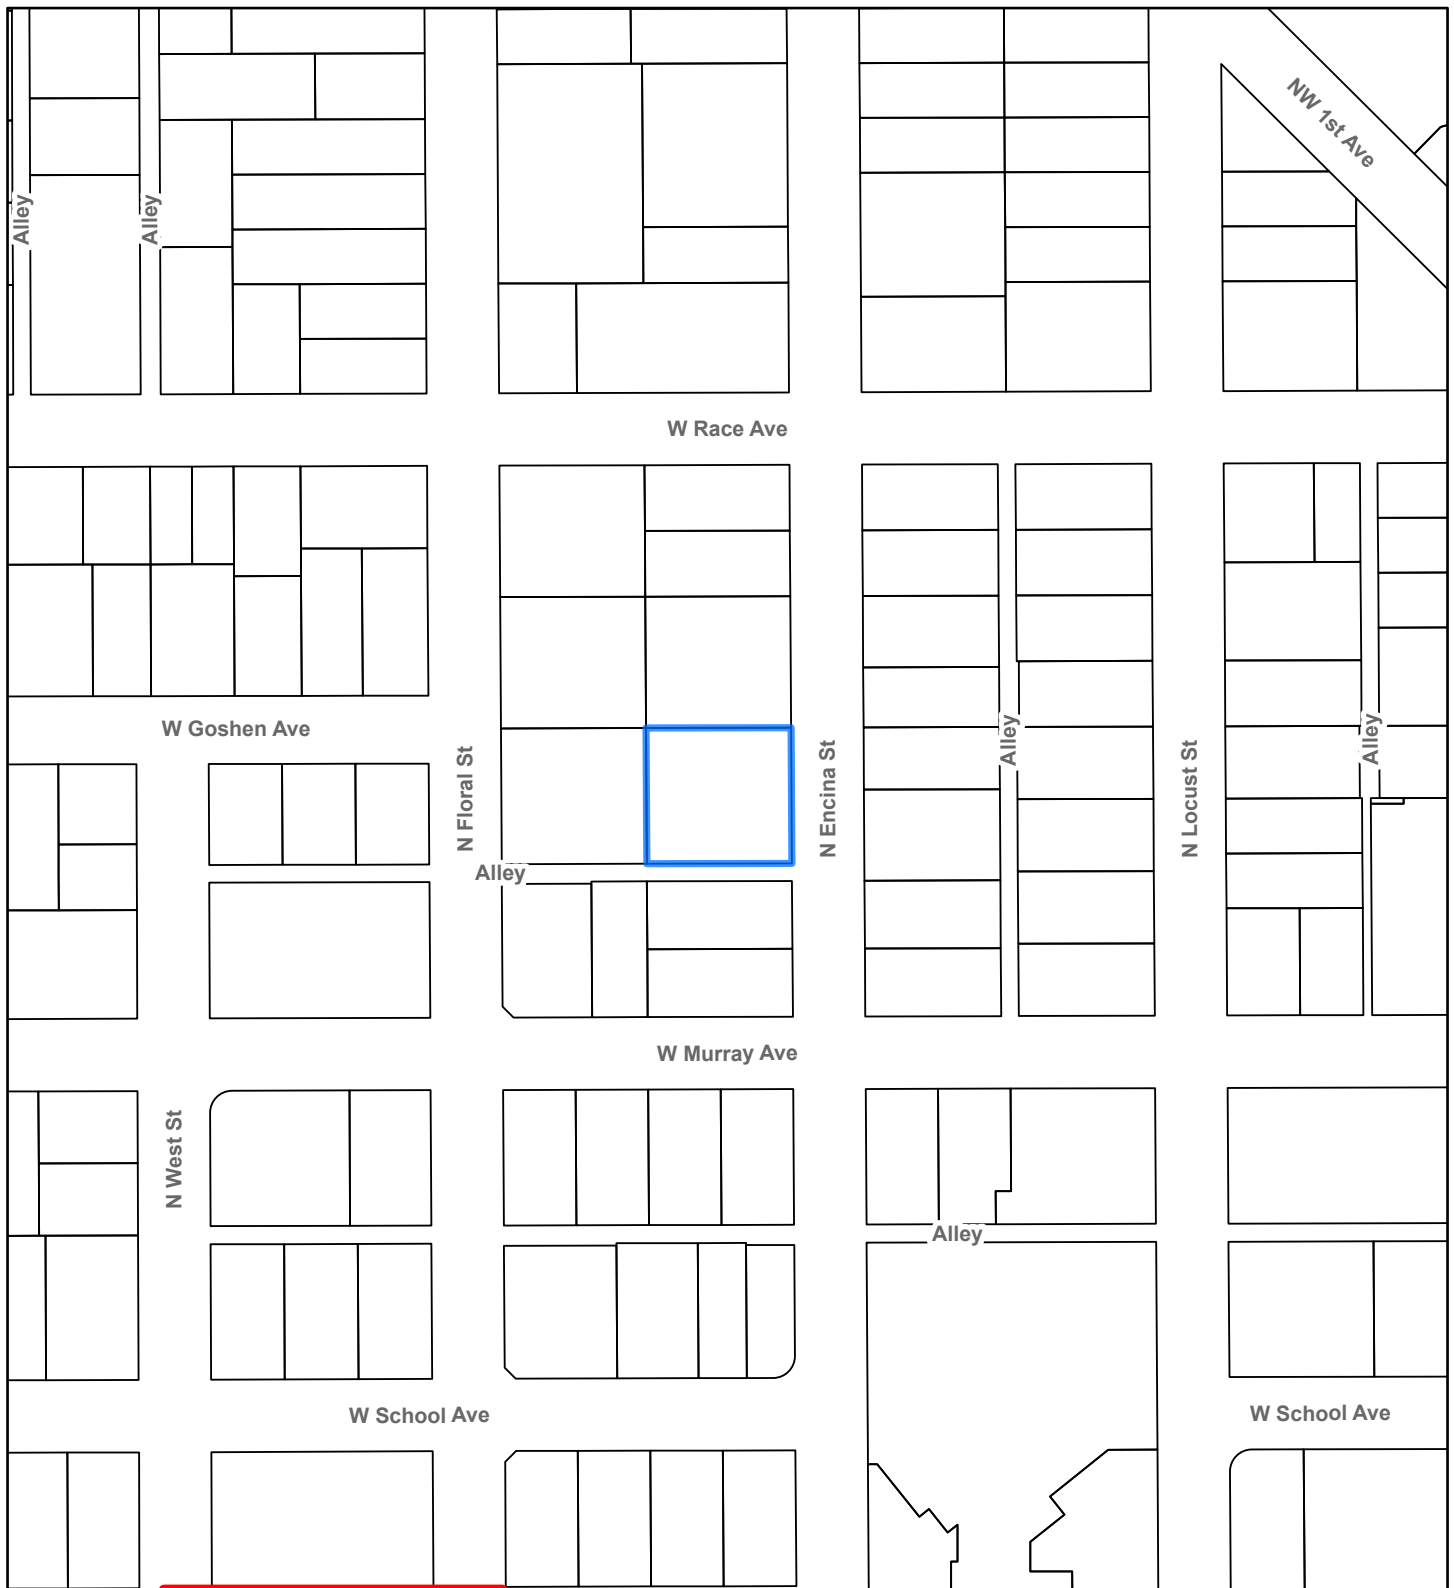 NW 1st Ave
Alley
Alley
W Race Ave
W Goshen Ave
N Floral St
N Encina St
Alley
N Locust St
Alley
Alley
W Murray Ave
N West St
Alley
W School Ave
W School Ave